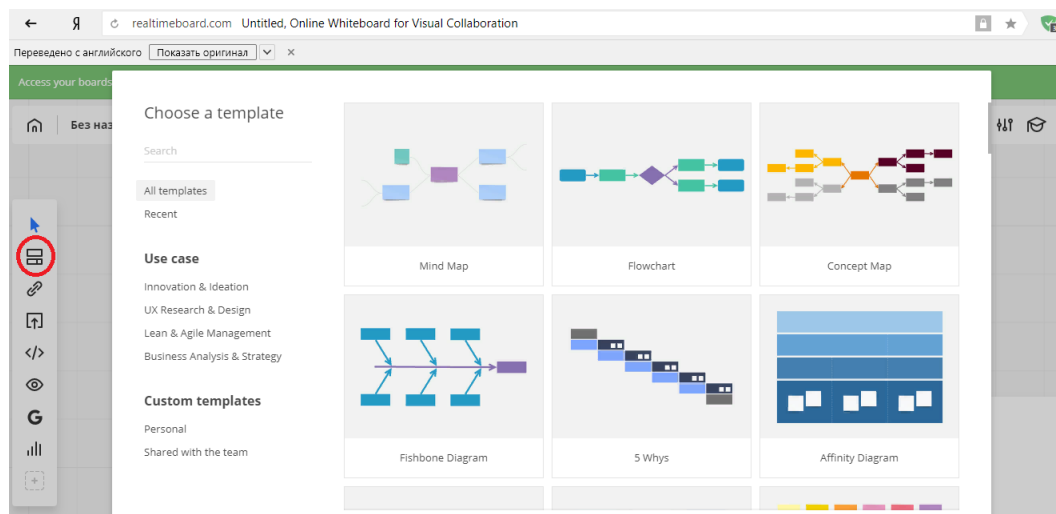 Я realtimeboard.com Untitled, Online Whiteboard for Visual Collaboration
Переведено с английского Показать оригинал
Access your boards
Без наз
Choose a template
Search
All templates
Recent
Use case
Innovation & Ideation
UX Research & Design
Lean & Agile Management
Business Analysis & Strategy
Custom templates
Personal
Shared with the team
Mind Map Flowchart Concept Map
Fishbone Diagram 5 Whys Affinity Diagram
</>
G